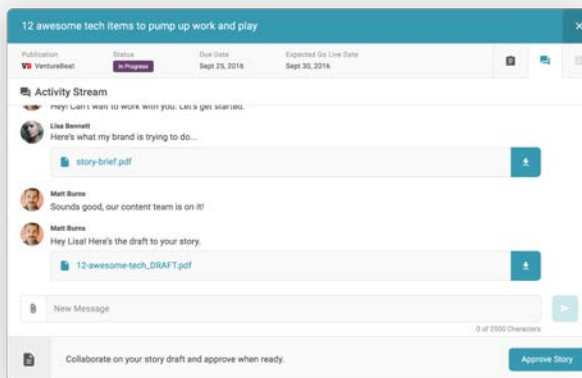 12 awesome tech items to pump up work and play
Publication
Status
Due Date
Expected Go Live Date
VB VentureBeat
In Progress
Sept 25, 2016
Sept 30, 2016
Activity Stream
Hey! Can't wait to work with you. Let's get started.
Lisa Bennett
Here's what my brand is trying to do...
story-brief.pdf
Matt Burns
Sounds good, our content team is on it!
Matt Burns
Hey Lisa! Here's the draft to your story.
12-awesome-tech_DRAFT.pdf
New Message
0 of 2500 Characters
Collaborate on your story draft and approve when ready.
Approve Story